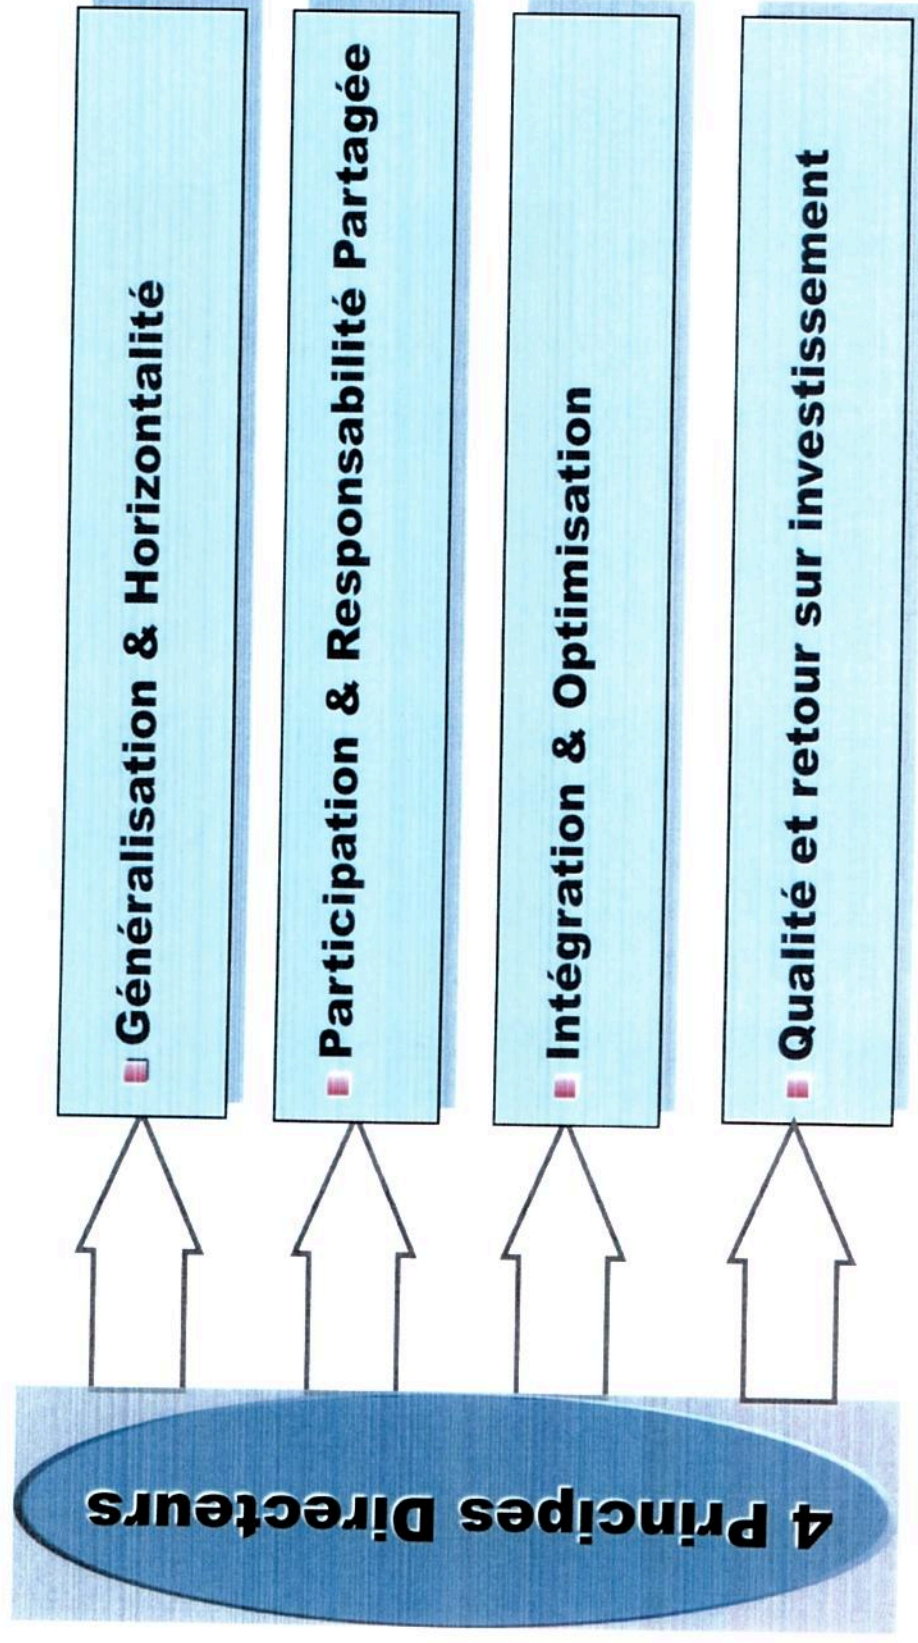 4 Principes Directeurs
Généralisation & Horizontalité
Participation & Responsabilité Partagée
Intégration & Optimisation
Qualité et retour sur investissement